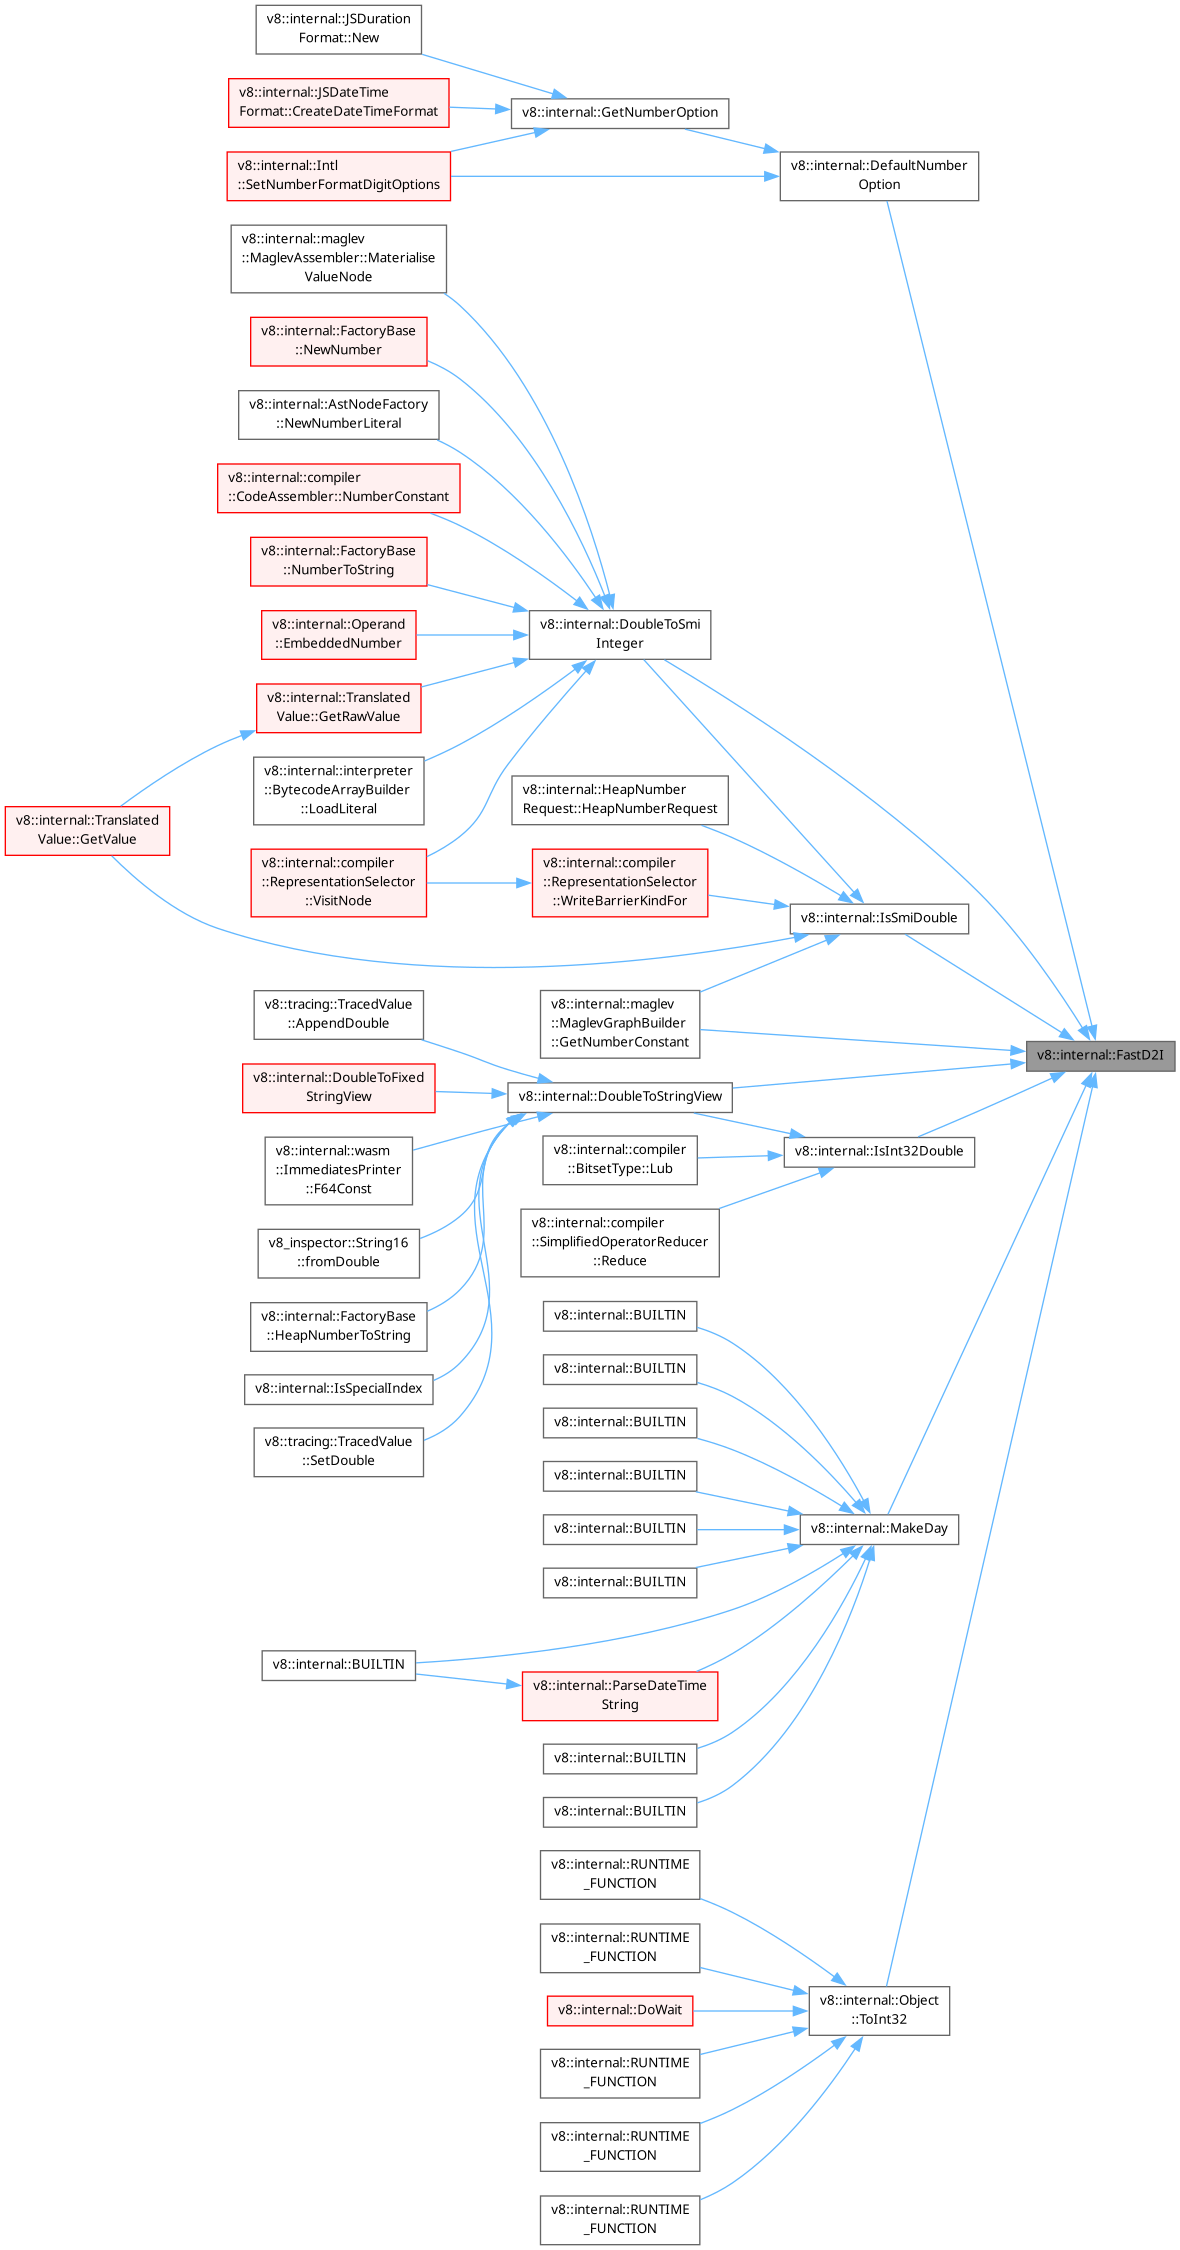 v8::internal::JSDuration
Format::New
v8::internal::JSDateTime
Format::CreateDateTimeFormat
v8::internal::GetNumberOption
v8::internal::Intl
::SetNumberFormatDigitOptions
v8::internal::DefaultNumber
Option
v8::internal::maglev
::MaglevAssembler::Materialise
ValueNode
v8::internal::FactoryBase
::NewNumber
v8::internal::AstNodeFactory
::NewNumberLiteral
v8::internal::compiler
::CodeAssembler::NumberConstant
v8::internal::FactoryBase
::NumberToString
v8::internal::Operand
::EmbeddedNumber
v8::internal::DoubleToSmi
Integer
v8::internal::Translated
Value::GetRawValue
v8::internal::interpreter
::BytecodeArrayBuilder
::LoadLiteral
v8::internal::HeapNumber
Request::HeapNumberRequest
v8::internal::Translated
Value::GetValue
v8::internal::compiler
::RepresentationSelector
::VisitNode
v8::internal::compiler
::RepresentationSelector
::WriteBarrierKindFor
v8::internal::IsSmiDouble
v8::tracing::TracedValue
::AppendDouble
v8::internal::maglev
::MaglevGraphBuilder
::GetNumberConstant
v8::internal::FastD2I
v8::internal::DoubleToFixed
StringView
v8::internal::DoubleToStringView
v8::internal::wasm
::ImmediatesPrinter
::F64Const
v8::internal::compiler
::BitsetType::Lub
v8::internal::IsInt32Double
v8_inspector::String16
::fromDouble
v8::internal::compiler
::SimplifiedOperatorReducer
::Reduce
v8::internal::FactoryBase
::HeapNumberToString
v8::internal::BUILTIN
v8::internal::IsSpecialIndex
v8::internal::BUILTIN
v8::tracing::TracedValue
::SetDouble
v8::internal::BUILTIN
v8::internal::BUILTIN
v8::internal::BUILTIN
v8::internal::MakeDay
v8::internal::BUILTIN
v8::internal::BUILTIN
v8::internal::ParseDateTime
String
v8::internal::BUILTIN
v8::internal::BUILTIN
v8::internal::RUNTIME
_FUNCTION
v8::internal::RUNTIME
_FUNCTION
v8::internal::DoWait
v8::internal::Object
::ToInt32
v8::internal::RUNTIME
_FUNCTION
v8::internal::RUNTIME
_FUNCTION
v8::internal::RUNTIME
_FUNCTION